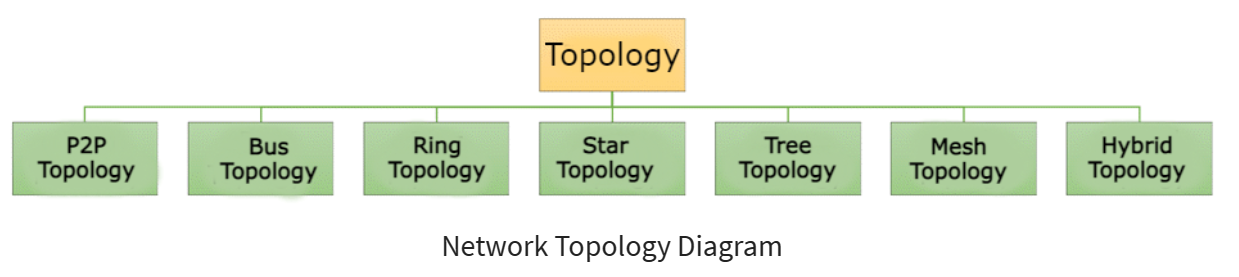 Topology
P2P
Topology
Bus
Topology
Ring
Topology
Star
Topology
Tree
Topology
Mesh
Topology
Hybrid
Topology
Network Topology Diagram